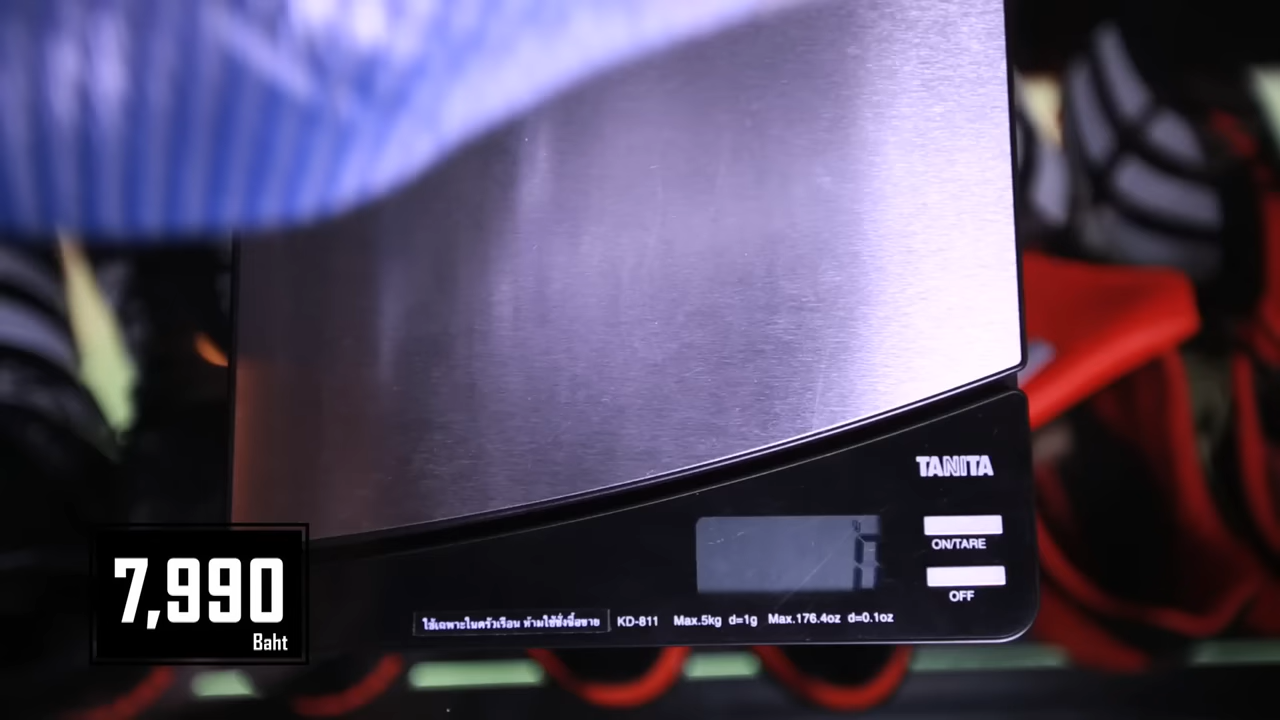 TANITA
ON/TARE
OFF
ใช้เฉพาะในครัวเรือน ห้ามใช้ชั่งซื้อขาย KD-811 Max.5kg d=1g Max.176.4oz d=0.1oz
7,990
Baht